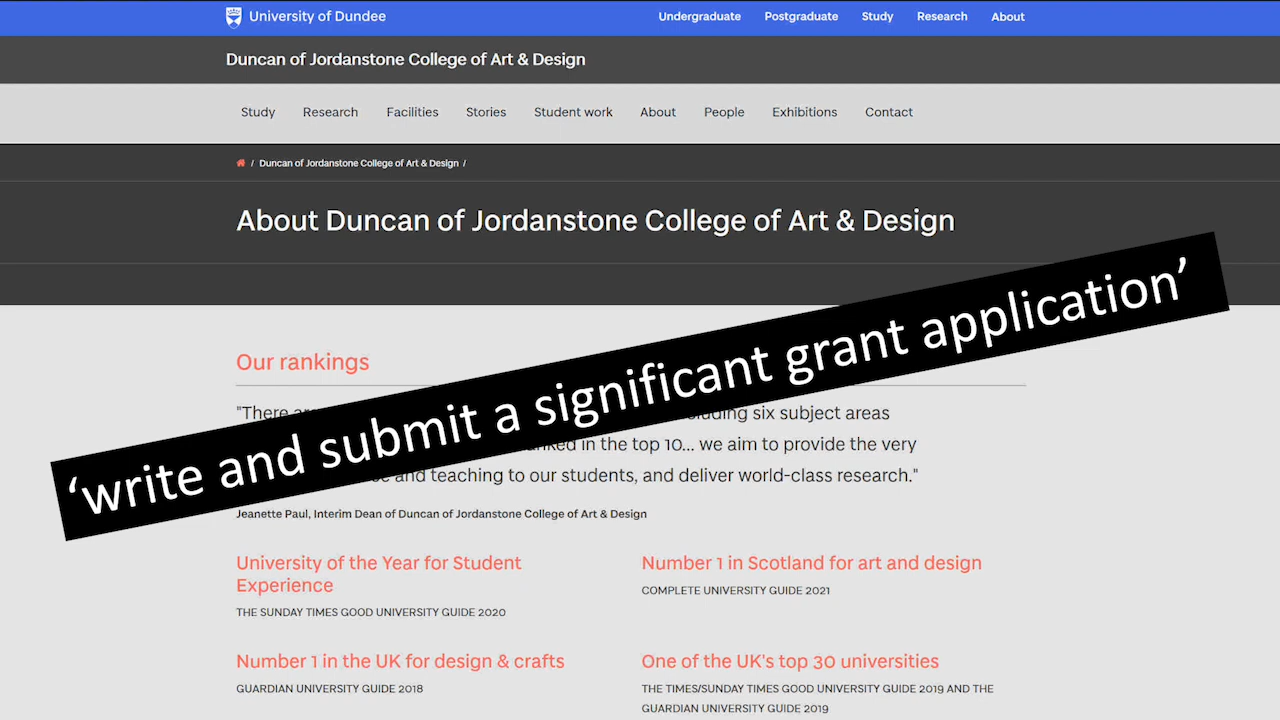 University of Dundee
Undergraduate Postgraduate Study Research About
Duncan of Jordanstone College of Art & Design
Study Research Facilities Stories Student work About People Exhibitions Contact
/ Duncan of Jordanstone College of Art & Design /
About Duncan of Jordanstone College of Art & Design
‘write and submit a significant grant application’
Our rankings
"There six subject areas
in the top 10... we aim to provide the very
and teaching to our students, and deliver world-class research."
Jeanette Paul, Interim Dean of Duncan of Jordanstone College of Art & Design
University of the Year for Student
Experience
THE SUNDAY TIMES GOOD UNIVERSITY GUIDE 2020
Number 1 in Scotland for art and design
COMPLETE UNIVERSITY GUIDE 2021
Number 1 in the UK for design & crafts
GUARDIAN UNIVERSITY GUIDE 2018
One of the UK's top 30 universities
THE TIMES/SUNDAY TIMES GOOD UNIVERSITY GUIDE 2019 AND THE
GUARDIAN UNIVERSITY GUIDE 2019